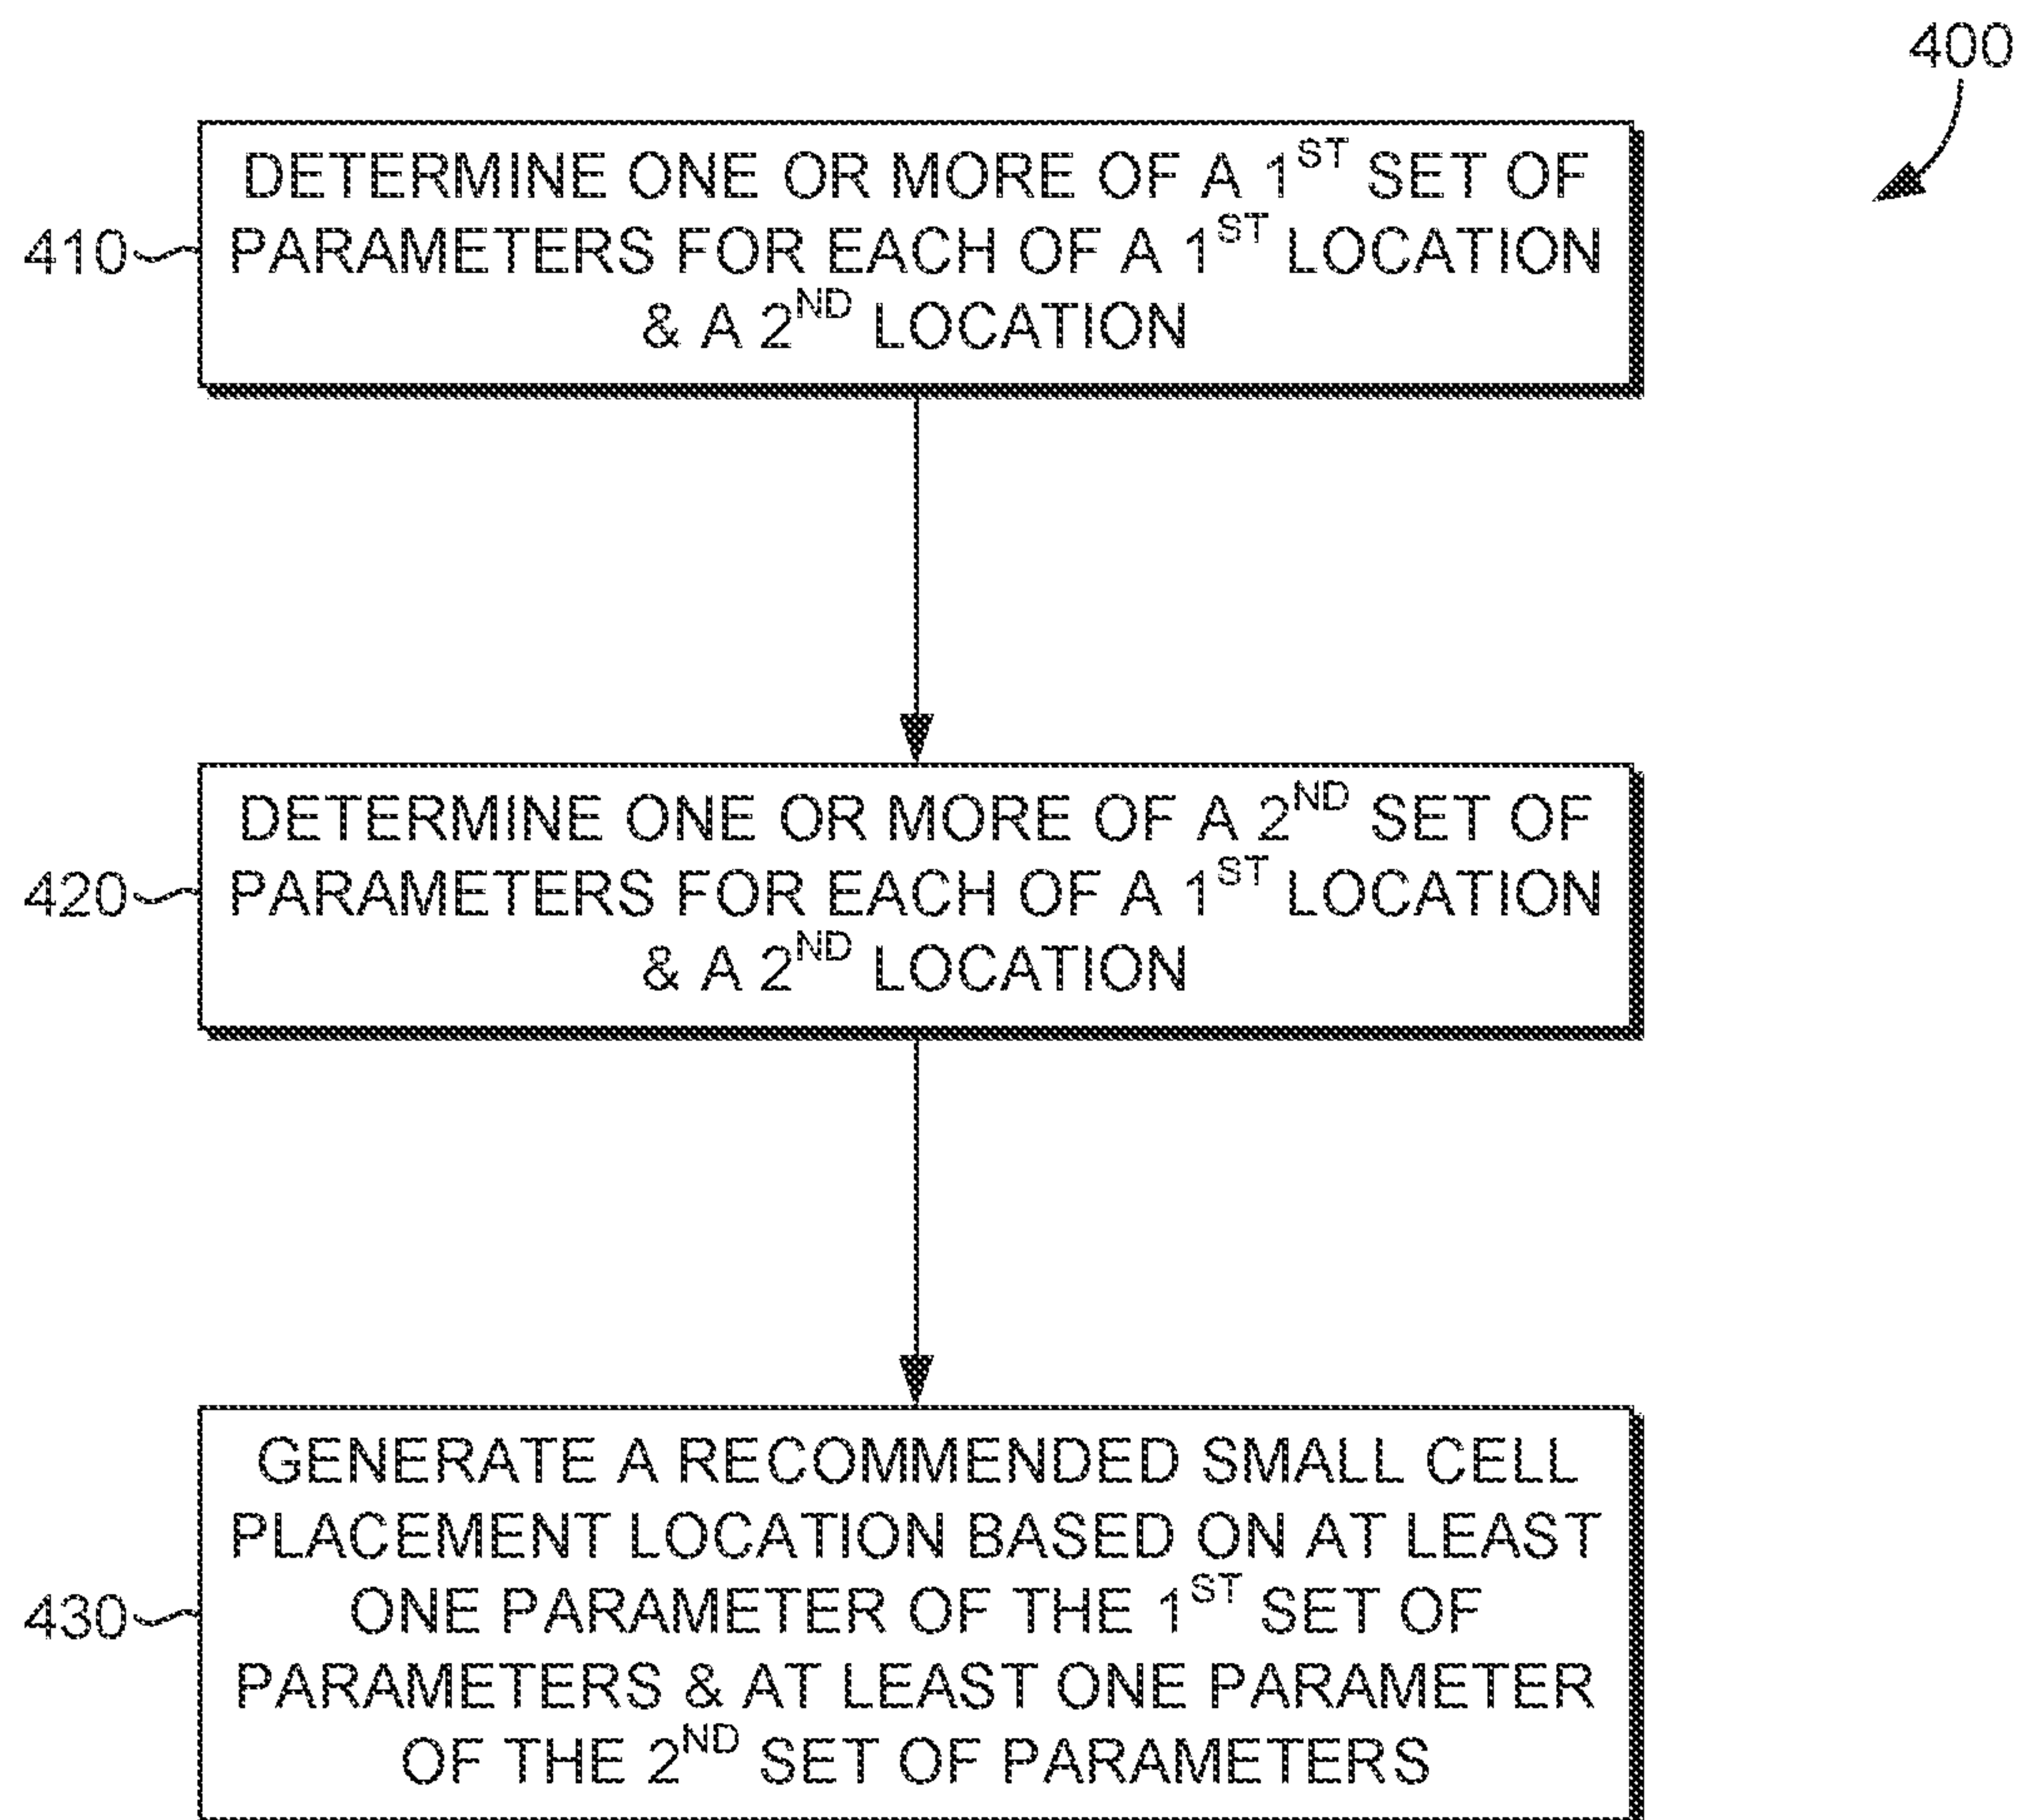 400
DETERMINE ONE OR MORE OF A 1ST SET OF
410 PARAMETERS FOR EACH OF A 1ST LOCATION
& A 2ND LOCATION
DETERMINE ONE OR MORE OF A 2ND SET OF
420 PARAMETERS FOR EACH OF A 1ST LOCATION
& A 2ND LOCATION
GENERATE A RECOMMENDED SMALL CELL
PLACEMENT LOCATION BASED ON AT LEAST
430 ONE PARAMETER OF THE 1ST SET OF
PARAMETERS & AT LEAST ONE PARAMETER
OF THE 2ND SET OF PARAMETERS